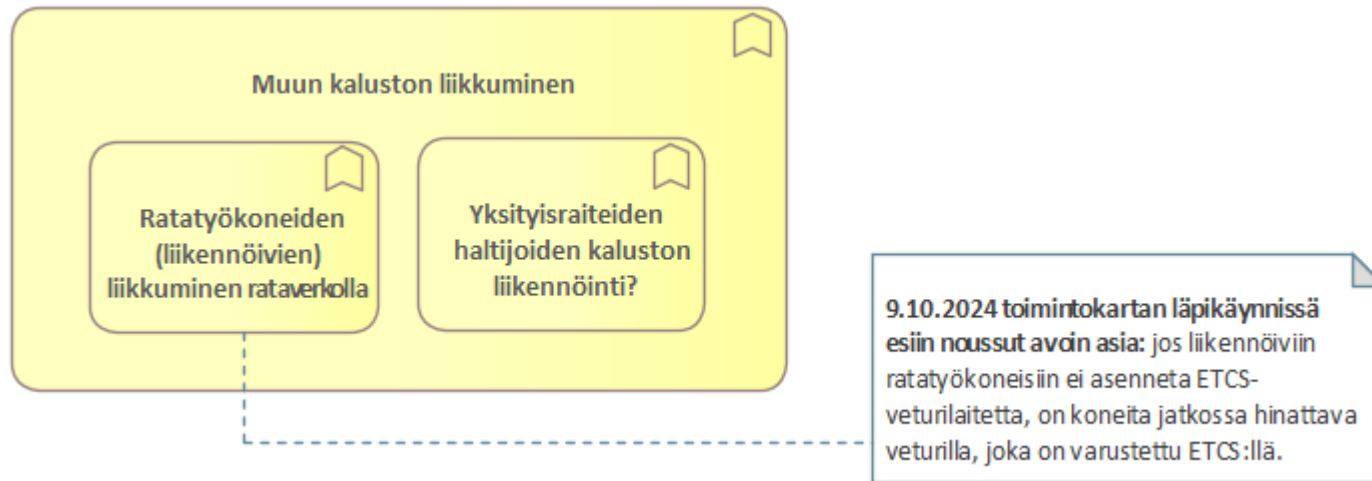 Muun kaluston liikkuminen
Ratatyökoneiden
(liikennöivien)
liikkuminen rataverkolla
Yksityisraiteiden
haltijoiden kaluston
liikennöinti?
9.10.2024 toimintokartan läpikäynnissä
esiin noussut avoin asia: jos liikennöiviin
ratatyökoneisiin ei asenneta ETCS-
veturilaitetta, on koneita jatkossa hinattava
veturilla, joka on varustettu ETCS:llä.